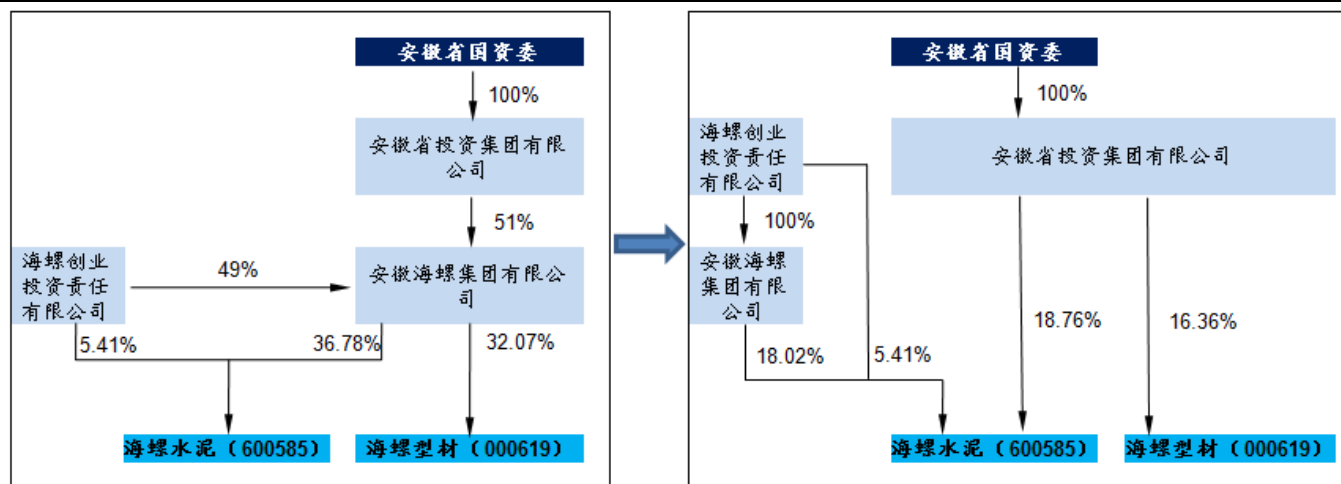 安徽省国资委
100%
安徽省投资集团有限
公司
51%
海螺创业
投资责任
有限公司
49%
安徽海螺集团有限公
司
5.41%
36.78%
32.07%
海螺水泥（600585）
海螺型材（000619）
安徽省国资委
100%
海螺创业
投资责任
有限公司
安徽省投资集团有限公司
100%
安徽海螺
集团有限
公司
18.76%
16.36%
18.02%
5.41%
海螺水泥（600585）
海螺型材（000619）